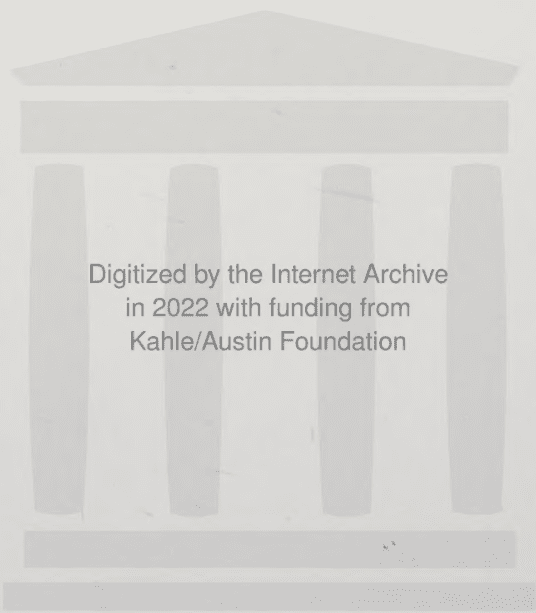 Digitized by the Internet Archive
in 2022 with funding from
Kahle/Austin Foundation